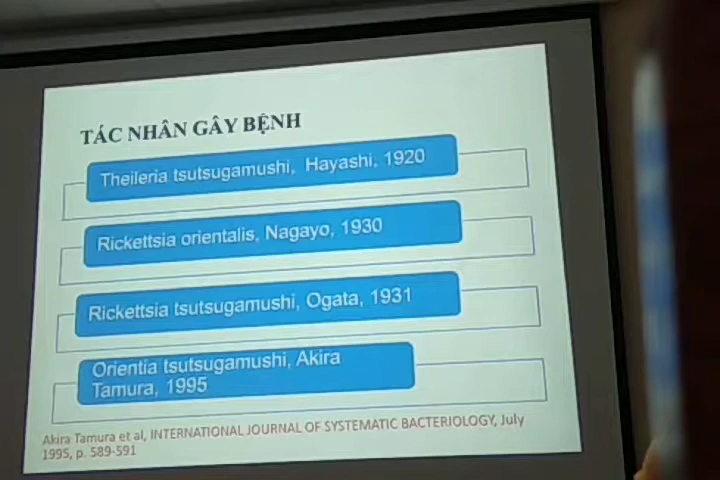 TÁC NHÂN GÂY BỆNH
Theileria tsutsugamushi, Hayashi, 1920
Rickettsia orientalis, Nagayo, 1930
Rickettsia tsutsugamushi, Ogata, 1931
Orientia tsutsugamushi, Akira
Tamura, 1995
Akira Tamura et al, INTERNATIONAL JOURNAL OF SYSTEMATIC BACTERIOLOGY, July
1995, p. 589-591